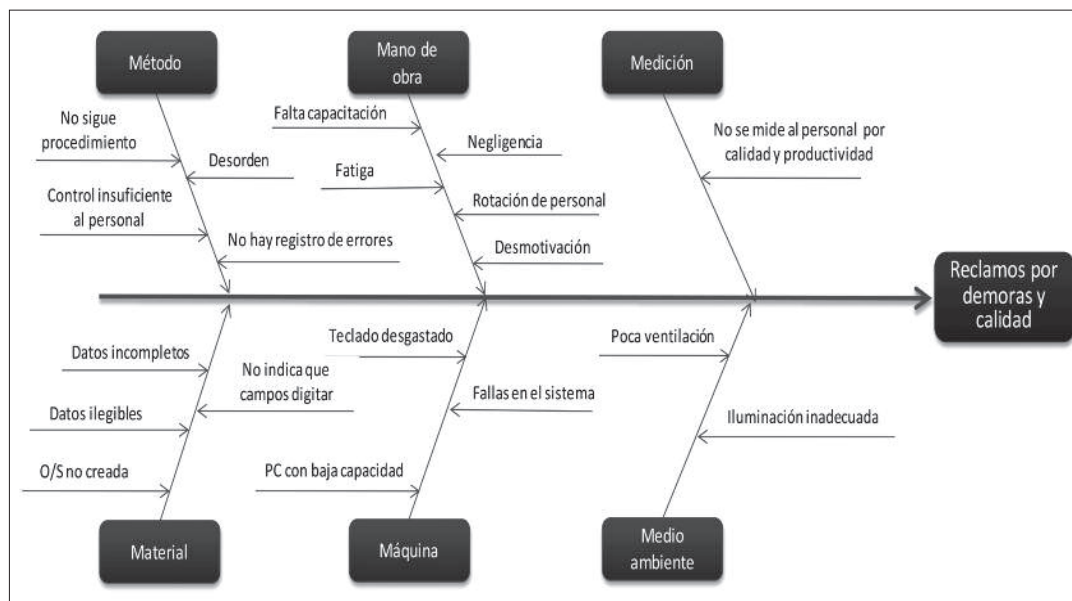 Método
Mano de
obra
Medición
No sigue
procedimiento
Desorden
Control insuficiente
al personal
No hay registro de errores
Falta capacitación
Negligencia
Fatiga
Rotación de personal
Desmotivación
No se mide al personal por
calidad y productividad
Reclamos por
demoras y
calidad
Datos incompletos
No indica que
campos digitar
Datos ilegibles
O/S no creada
Teclado desgastado
Fallas en el sistema
PC con baja capacidad
Poca ventilación
Iluminación inadecuada
Material
Máquina
Medio
ambiente